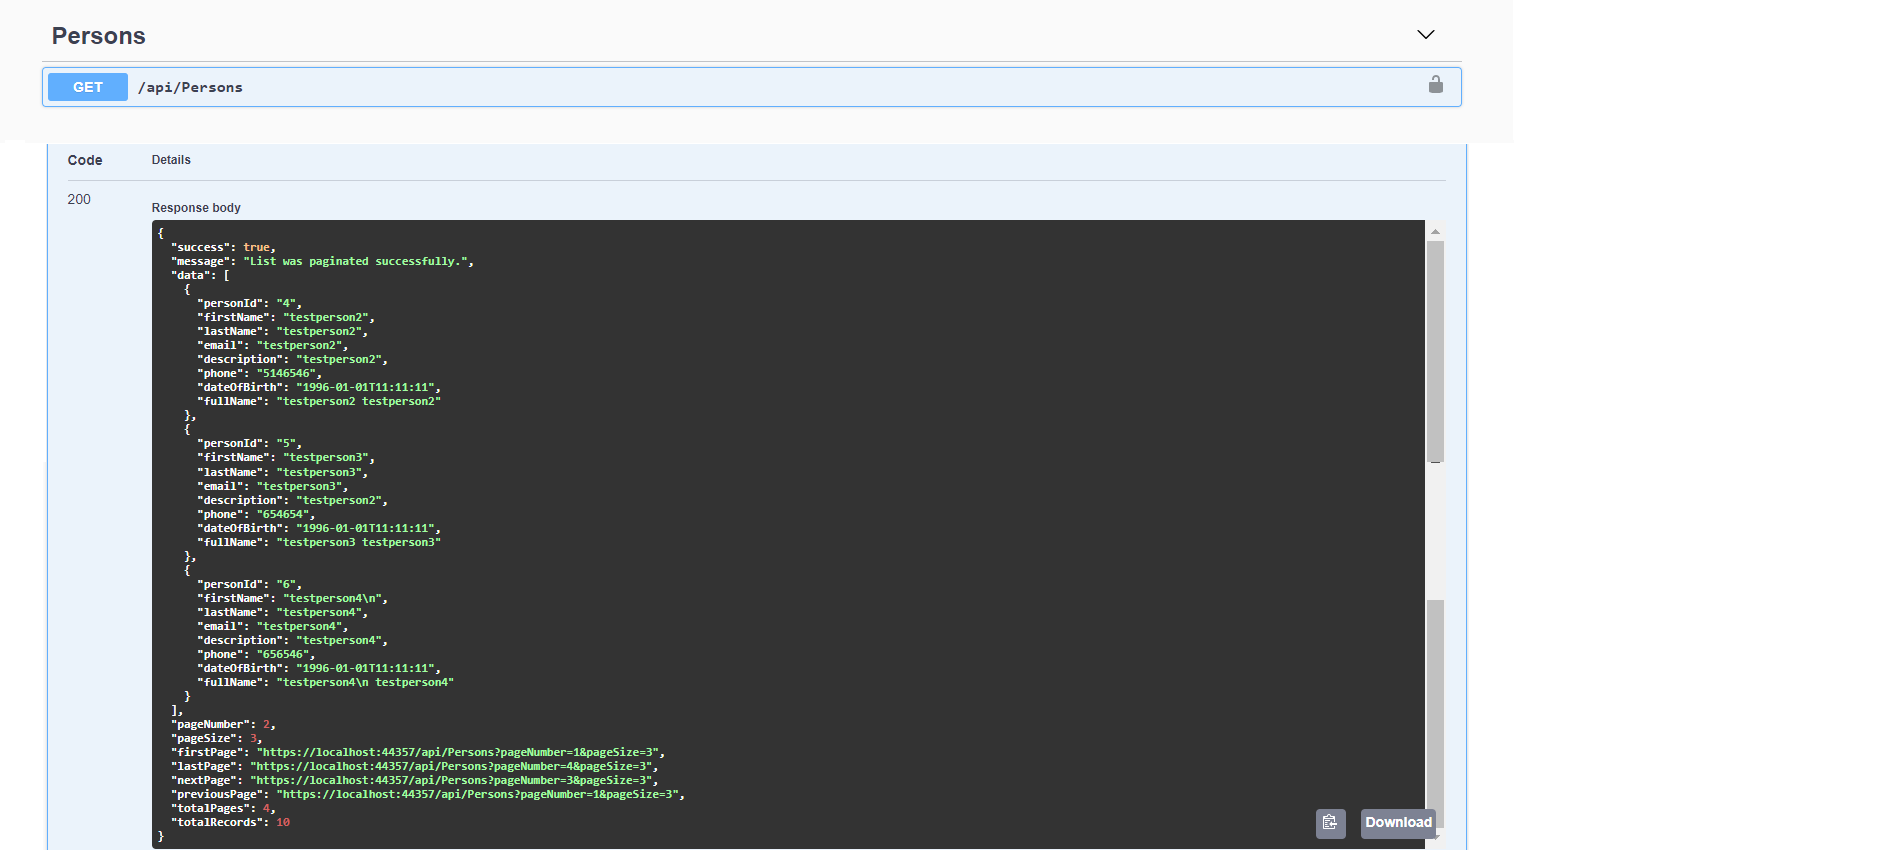 Persons
GET /api/Persons
Code Details
200
Response body
{
"success": true,
"message": "List was paginated successfully.",
"data": [
{
"personId": "4",
"firstName": "testperson2",
"lastName": "testperson2",
"email": "testperson2",
"description": "testperson2",
"phone": "5146546",
"dateOfBirth": "1996-01-01T11:11:11",
"fullName": "testperson2 testperson2"
},
{
"personId": "5",
"firstName": "testperson3",
"lastName": "testperson3",
"email": "testperson3",
"description": "testperson2",
"phone": "654654",
"dateOfBirth": "1996-01-01T11:11:11",
"fullName": "testperson3 testperson3"
},
{
"personId": "6",
"firstName": "testperson4\n",
"lastName": "testperson4",
"email": "testperson4",
"description": "testperson4",
"phone": "656546",
"dateOfBirth": "1996-01-01T11:11:11",
"fullName": "testperson4\n testperson4"
}
],
"pageNumber": 2,
"pageSize": 3,
"firstPage": "https://localhost:44357/api/Persons?pageNumber=1&pageSize=3",
"lastPage": "https://localhost:44357/api/Persons?pageNumber=4&pageSize=3",
"nextPage": "https://localhost:44357/api/Persons?pageNumber=3&pageSize=3",
"previousPage": "https://localhost:44357/api/Persons?pageNumber=1&pageSize=3",
"totalPages": 4,
"totalRecords": 10
}
Download